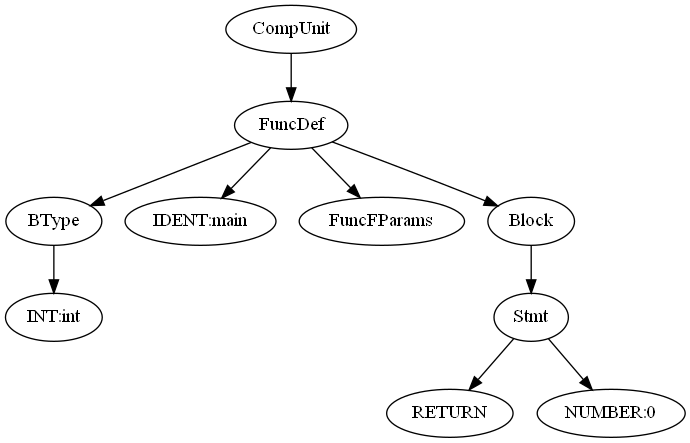 CompUnit
FuncDef
BType
IDENT:main
FuncFParams
Block
INT:int
Stmt
RETURN
NUMBER:0